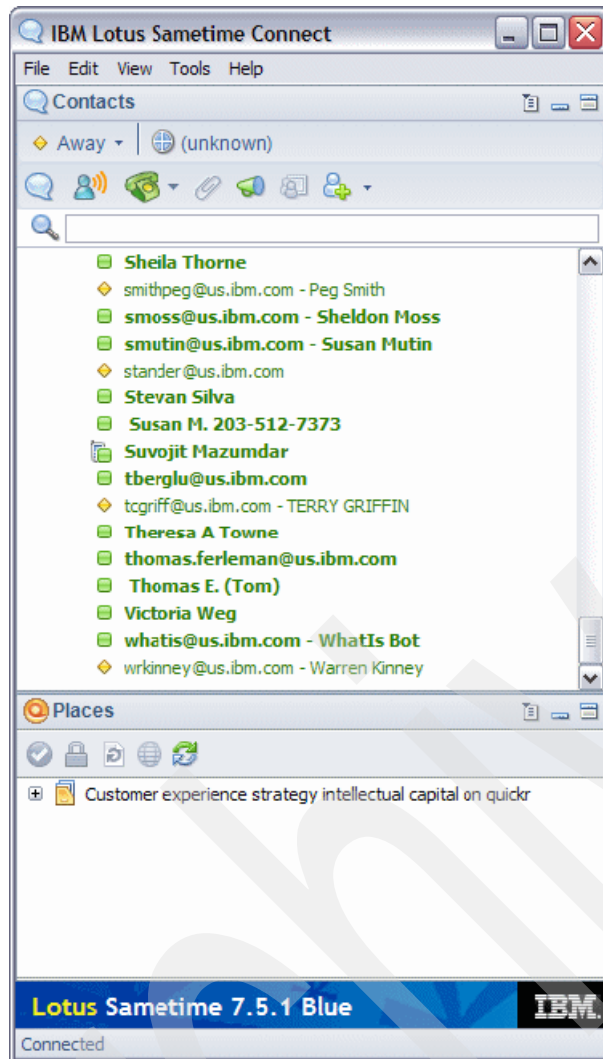 IBM Lotus Sametime Connect
File Edit View Tools Help
Contacts
Away (unknown)
Sheila Thorne
smithpeg@us.ibm.com - Peg Smith
smoss@us.ibm.com - Sheldon Moss
smutin@us.ibm.com - Susan Mutin
stander@us.ibm.com
Stevan Silva
Susan M. 203-512-7373
Suvojit Mazumdar
tberglu@us.ibm.com
tcgriff@us.ibm.com - TERRY GRIFFIN
Theresa A Towne
thomas.ferleman@us.ibm.com
Thomas E. (Tom)
Victoria Weg
whatis@us.ibm.com - WhatIs Bot
wrkinney@us.ibm.com - Warren Kinney
Places
Customer experience strategy intellectual capital on quickr
Lotus Sametime 7.5.1 Blue IBM.
Connected